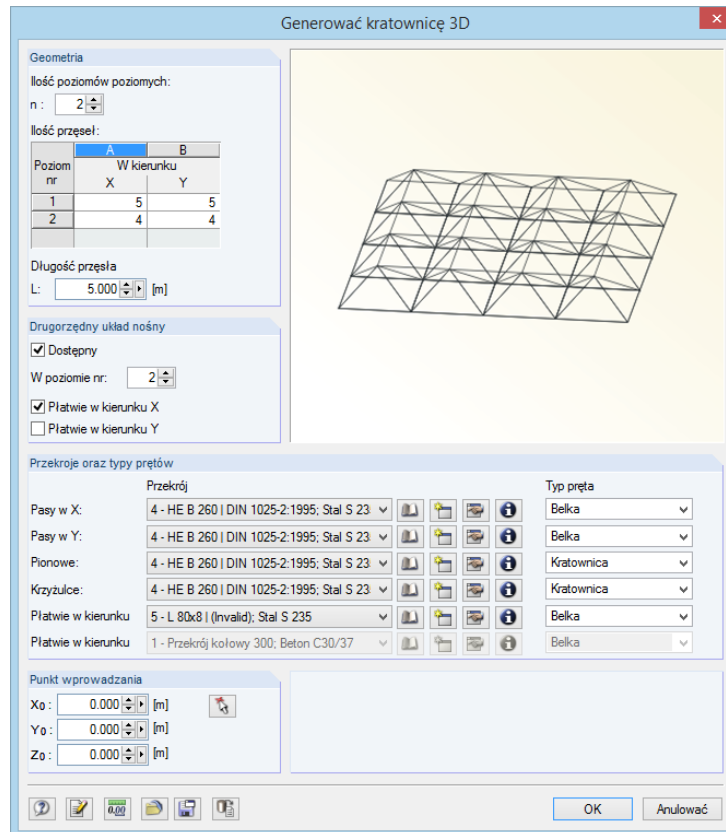 Generować kratownicę 3D
Geometria
Ilość poziomów poziomych:
n : 2
Ilość przęseł:
A B
Poziom nr W kierunku
X Y
1 5 5
2 4 4
Długość przęsła
L: 5.000 [m]
Drugorzędny układ nośny
Dostępny
W poziomie nr: 2
Płatwie w kierunku X
Płatwie w kierunku Y
Przekroje oraz typy prętów
Przekrój Typ pręta
Pasy w X: 4 - HE B 260 | DIN 1025-2:1995; Stal S 23 Belka
Pasy w Y: 4 - HE B 260 | DIN 1025-2:1995; Stal S 23 Belka
Pionowe: 4 - HE B 260 | DIN 1025-2:1995; Stal S 23 Kratownica
Krzyżulce: 4 - HE B 260 | DIN 1025-2:1995; Stal S 23 Kratownica
Płatwie w kierunku 5 - L 80x8 | (Invalid); Stal S 235 Belka
Płatwie w kierunku 1 - Przekrój kołowy 300; Beton C30/37 Belka
Punkt wprowadzania
X0 : 0.000 [m]
Y0 : 0.000 [m]
Z0 : 0.000 [m]
0,00
OK Anulować